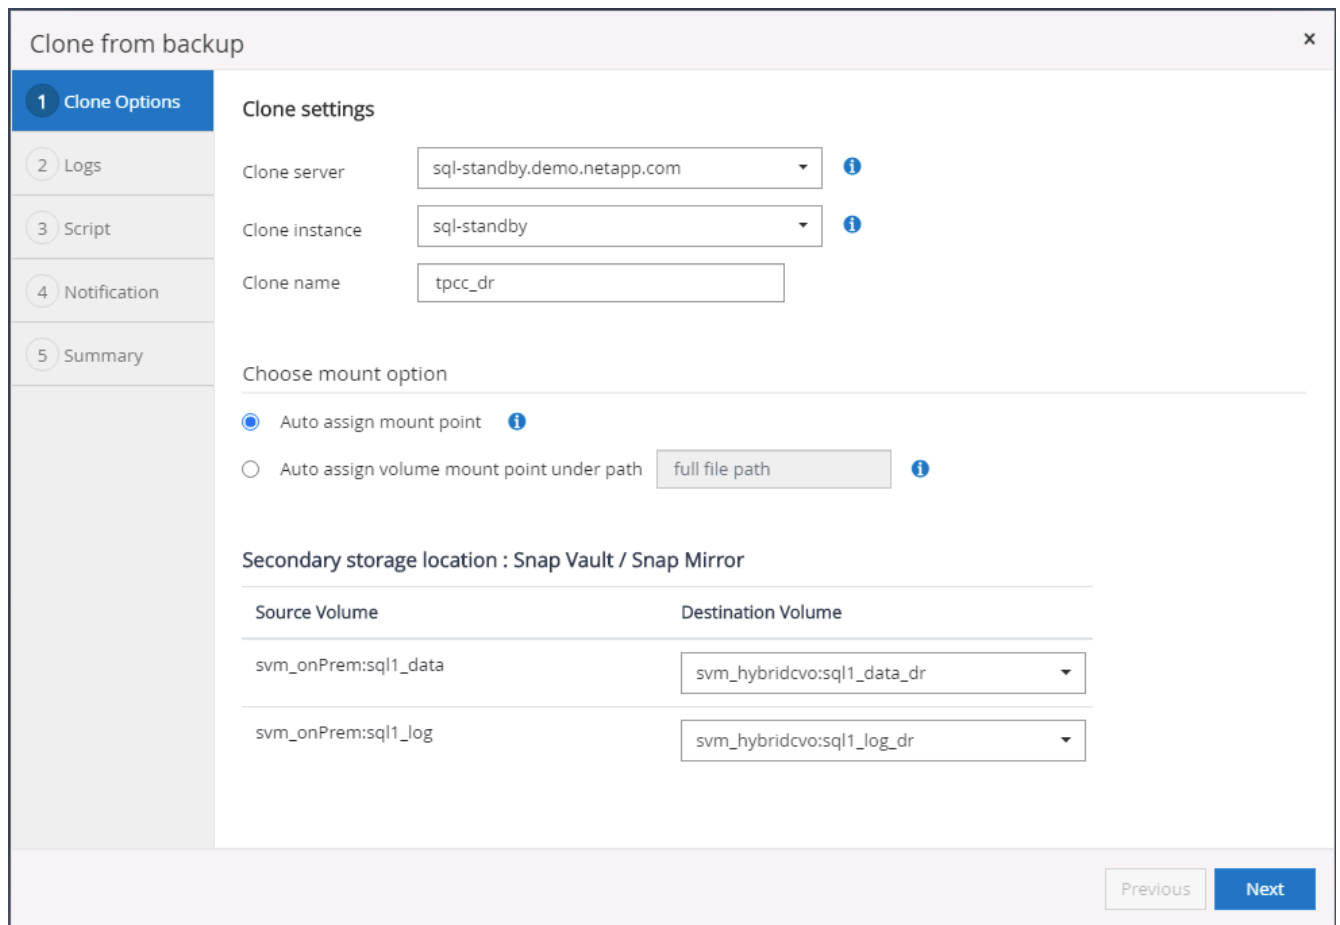 Clone from backup
×
1 Clone Options
2 Logs
3 Script
4 Notification
5 Summary
Clone settings
Clone server sql-standby.demo.netapp.com
Clone instance sql-standby
Clone name tpcc_dr
Choose mount option
Auto assign mount point
Auto assign volume mount point under path full file path
Secondary storage location : Snap Vault / Snap Mirror
Source Volume Destination Volume
svm_onPrem:sql1_data svm_hybridcvo:sql1_data_dr
svm_onPrem:sql1_log svm_hybridcvo:sql1_log_dr
Previous Next